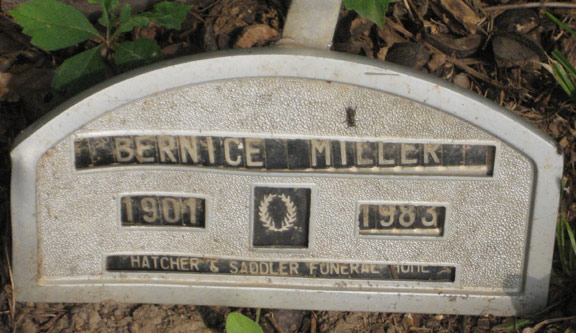 BERNICE MILLER
1901 1983
HATCHER & SADDLER FUNERAL HOME